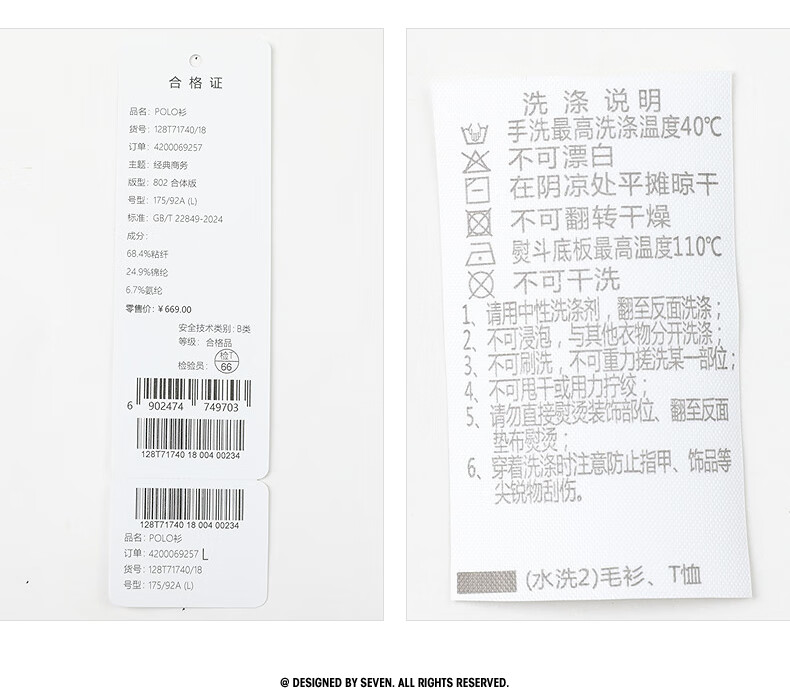 合格证
品名：POLO衫
货号：128T71740/18
订单：4200069257
主题：经典商务
版型：802 合体版
号型：175/92A (L)
标准：GB/T 22849-2024
成分：
68.4%粘纤
24.9%锦纶
6.7%氨纶
零售价：￥669.00
安全技术类别：B类
等级：合格品
检验员：
检T
66
6 902474 749703
128T71740 18 004 00234
128T71740 18 004 00234
品名：POLO衫
订单：4200069257 L
货号：128T71740/18
号型：175/92A (L)
洗涤说明
手洗最高洗涤温度40℃
不可漂白
在阴凉处平摊晾干
不可翻转干燥
熨斗底板最高温度110℃
不可干洗
1、请用中性洗涤剂，翻至反面洗涤；
2、不可浸泡，与其他衣物分开洗涤；
3、不可刷洗，不可重力搓洗某一部位；
4、不可甩干或用力拧绞；
5、请勿直接熨烫装饰部位、翻至反面
垫布熨烫；
6、穿着洗涤时注意防止指甲、饰品等
尖锐物刮伤。
(水洗2)毛衫、T恤
@ DESIGNED BY SEVEN. ALL RIGHTS RESERVED.